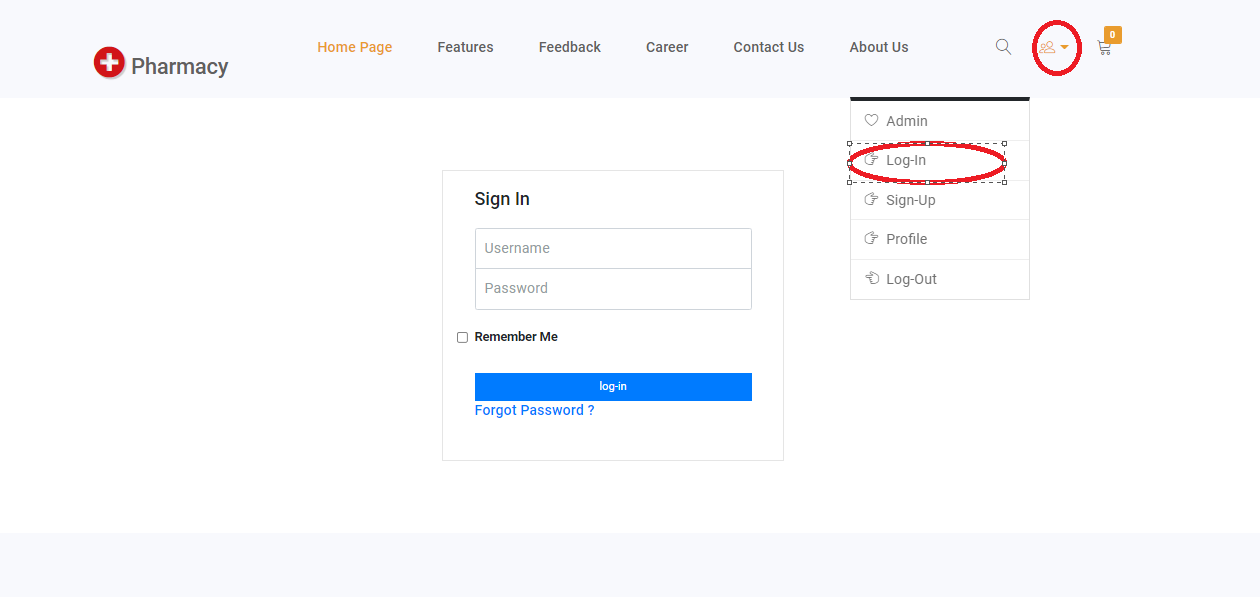 Pharmacy
Home Page Features Feedback Career Contact Us About Us 0
Admin
Log-In
Sign-Up
Profile
Log-Out
Sign In
Username
Password
Remember Me
log-in
Forgot Password ?